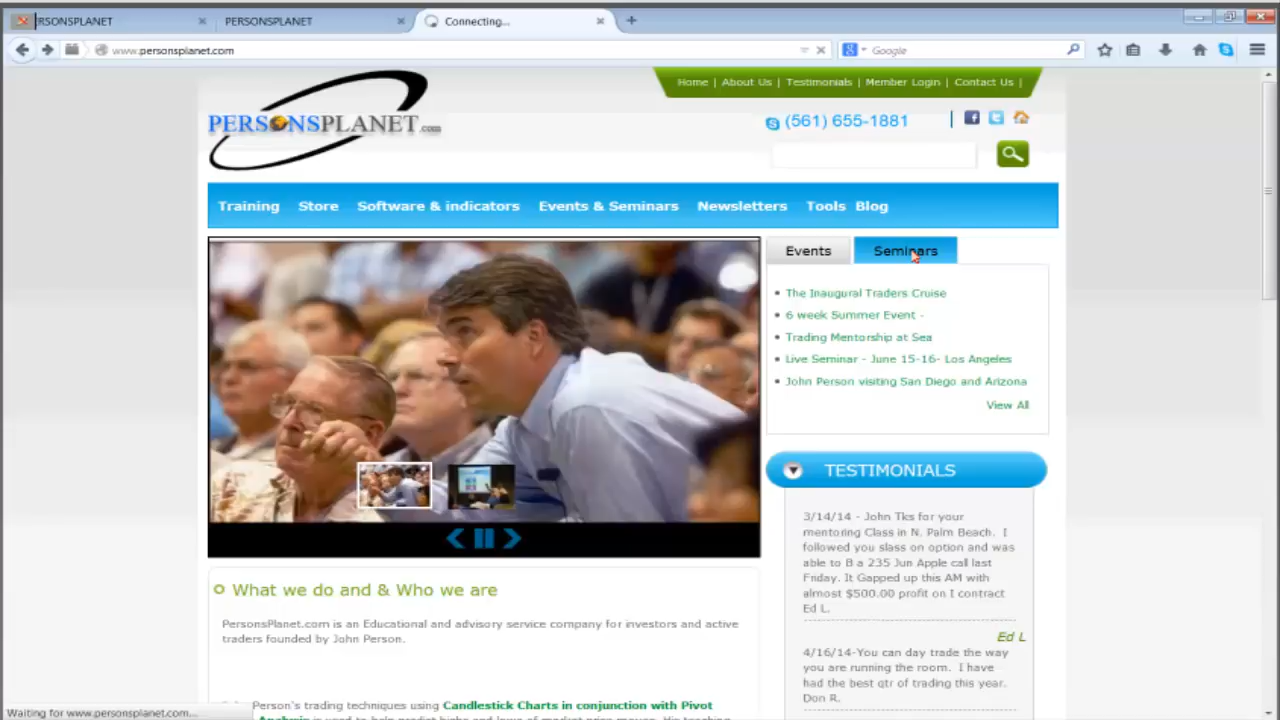 RSONSPLANET
PERSONSPLANET
Connecting...
www.personsplanet.com
Google
Home | About Us | Testimonials | Member Login | Contact Us |
PERSONSPLANET.com
(561) 655-1881
Training Store Software & indicators Events & Seminars Newsletters Tools Blog
Events
Seminars
The Inaugural Traders Cruise
6 week Summer Event -
Trading Mentorship at Sea
Live Seminar - June 15-16- Los Angeles
John Person visiting San Diego and Arizona
View All
TESTIMONIALS
3/14/14 - John Tks for your
mentoring Class in N. Palm Beach. I
followed you slass on option and was
able to B a 235 Jun Apple call last
Friday. It Gapped up this AM with
almost $500.00 profit on I contract
Ed L.
Ed L
4/16/14-You can day trade the way
you are running the room. I have
had the best qtr of trading this year.
Don R.
What we do and & Who we are
PersonsPlanet.com is an Educational and advisory service company for investors and active
traders founded by John Person.
Person's trading techniques using Candlestick Charts in conjunction with Pivot
Waiting for www.personsplanet.com...